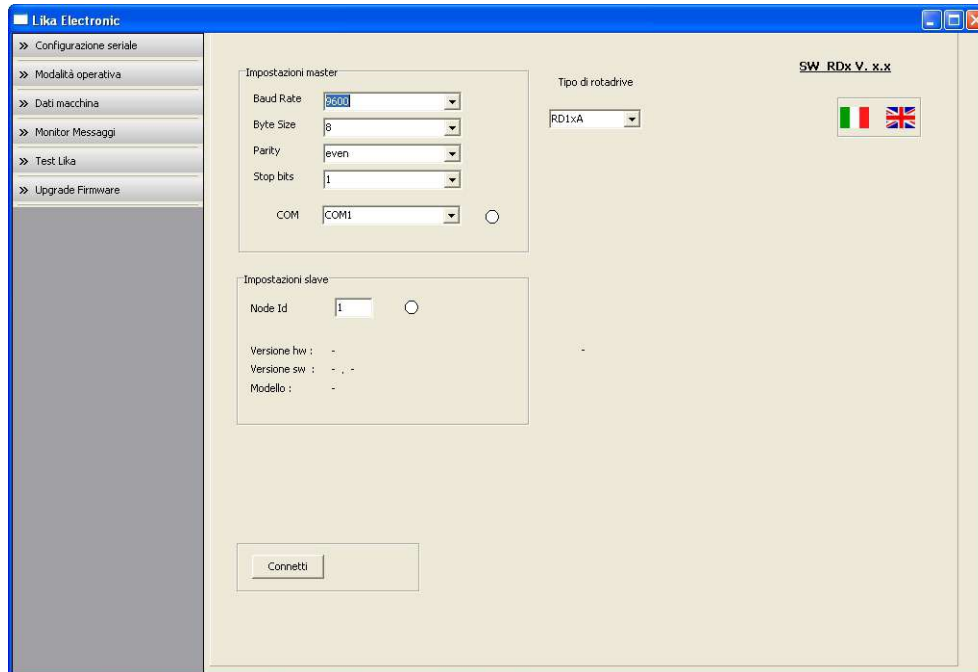 Lika Electronic
» Configurazione seriale
» Modalità operativa
» Dati macchina
» Monitor Messaggi
» Test Lika
» Upgrade Firmware
Impostazioni master
Baud Rate 9600
Byte Size 8
Parity even
Stop bits 1
COM COM1
Tipo di rotadrive
RD1xA
SW RDx V. x.x
Impostazioni slave
Node Id 1
Versione hw : -
Versione sw : - . -
Modello : -
-
Connetti